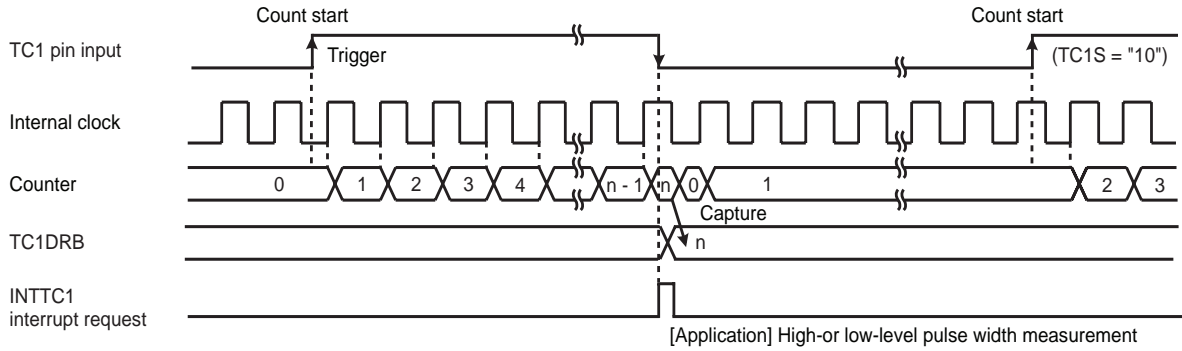 Count start
Count start
TC1 pin input
Trigger
(TC1S = "10")
Internal clock
Counter
0 1 2 3 4 n - 1 n 0 1 2 3
Capture
TC1DRB
n
INTTC1
interrupt request
[Application] High-or low-level pulse width measurement